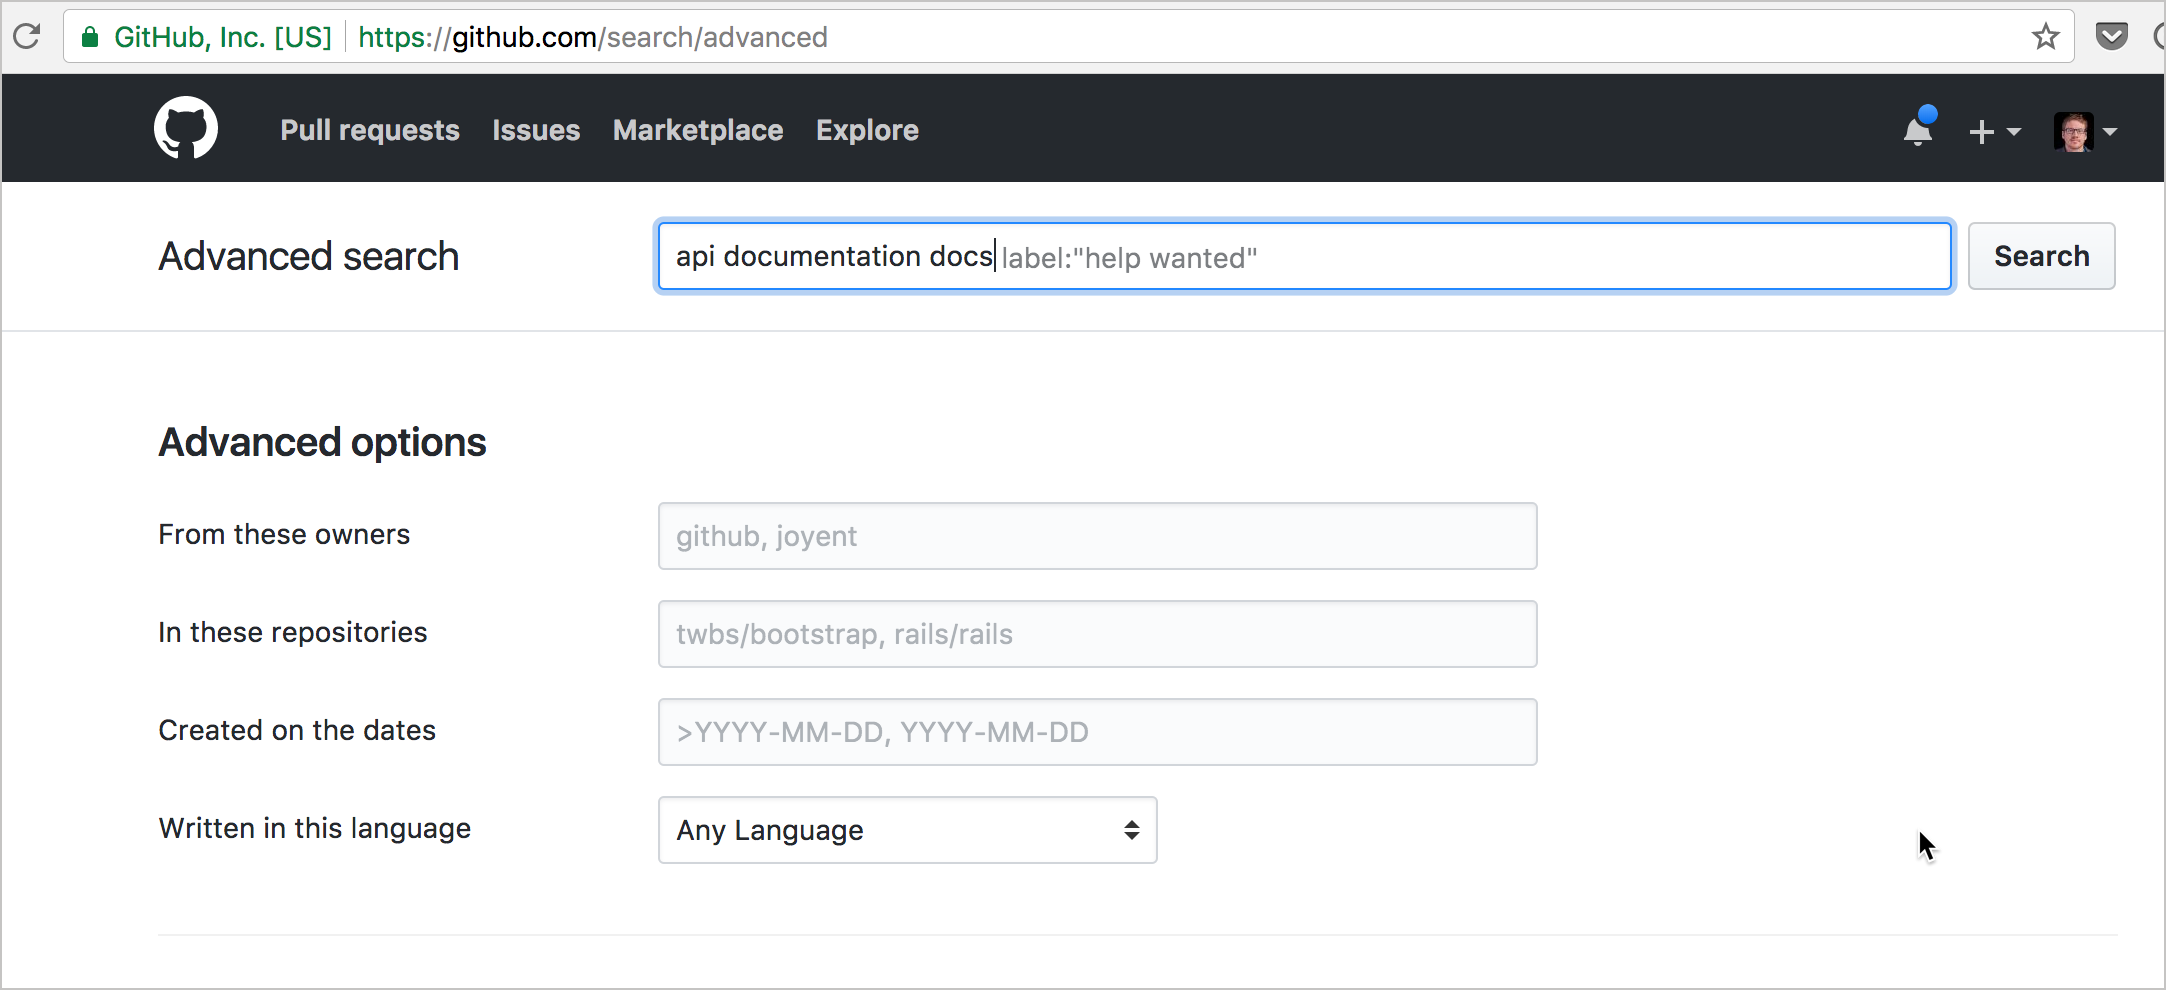 GitHub, Inc. [US] https://github.com/search/advanced
Pull requests Issues Marketplace Explore
Advanced search api documentation docs label:"help wanted" Search
Advanced options
From these owners github, joyent
In these repositories twbs/bootstrap, rails/rails
Created on the dates >YYYY-MM-DD, YYYY-MM-DD
Written in this language Any Language